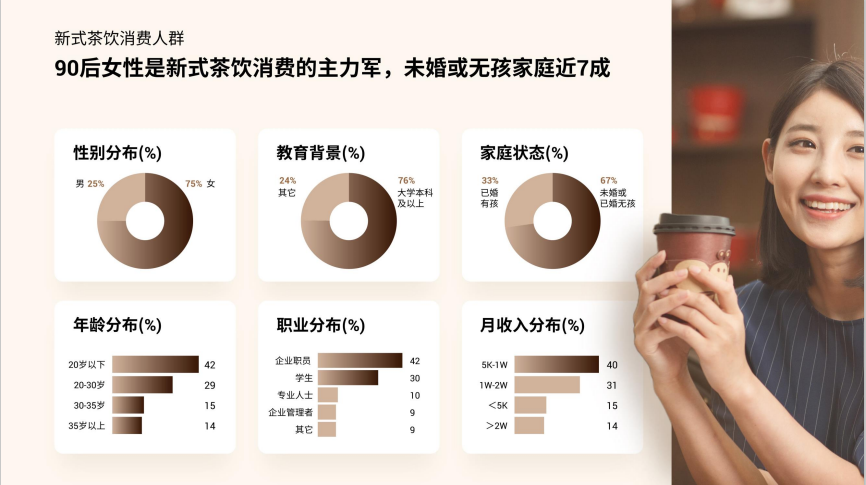 新式茶饮消费人群
90后女性是新式茶饮消费的主力军，未婚或无孩家庭近7成
性别分布(%)
男 25%
75% 女
教育背景(%)
24%
其它
76%
大学本科
及以上
家庭状态(%)
33%
已婚
有孩
67%
未婚或
已婚无孩
年龄分布(%)
20岁以下 42
20-30岁 29
30-35岁 15
35岁以上 14
职业分布(%)
企业职员 42
学生 30
专业人士 10
企业管理者 9
其它 9
月收入分布(%)
5K-1W 40
1W-2W 31
＜5K 15
＞2W 14